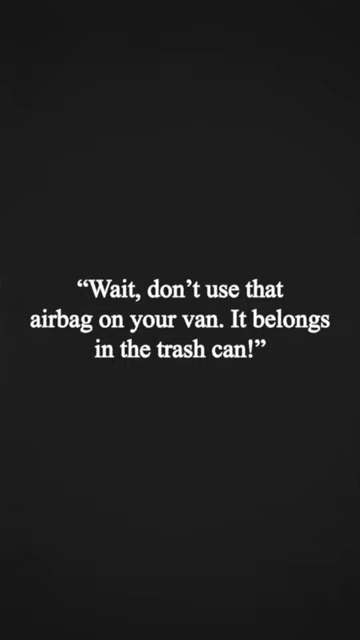 “Wait, don’t use that
airbag on your van. It belongs
in the trash can!”